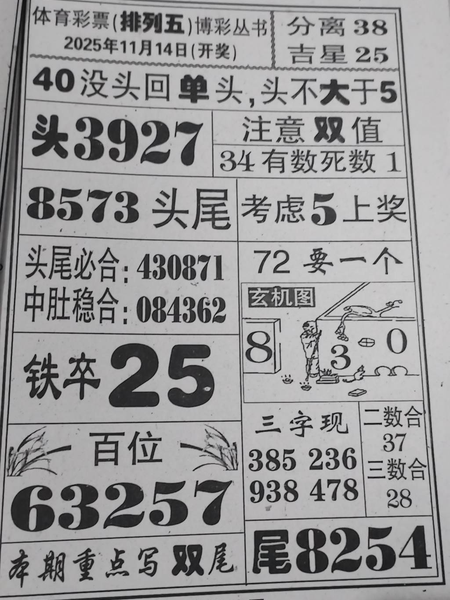 体育彩票(排列五)博彩丛书
2025年11月14日(开奖)
分离38
吉星25
40没头回单头,头不大于5
头3927
注意双值
34有数死数1
8573头尾
考虑5上奖
头尾必合:430871
中肚稳合:084362
72要一个
玄机图
8
3
0
铁卒25
三字现
385 236
938 478
二数合
37
三数合
28
百位
63257
本期重点写双尾
尾8254